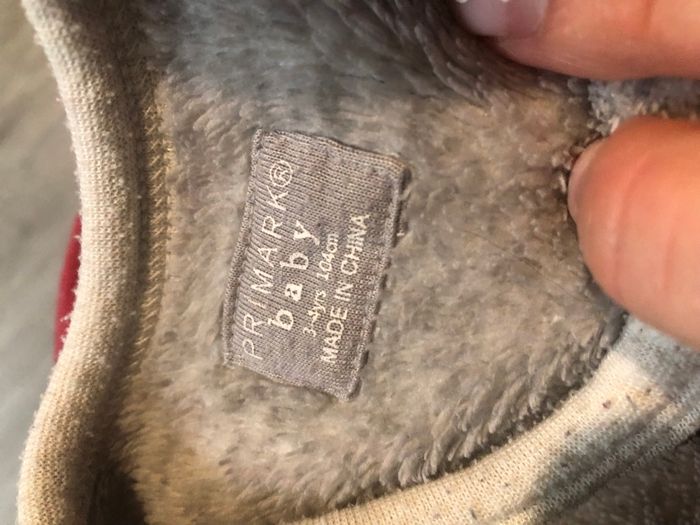 PRIMARK®
baby
3-4yrs 104cm
MADE IN CHINA